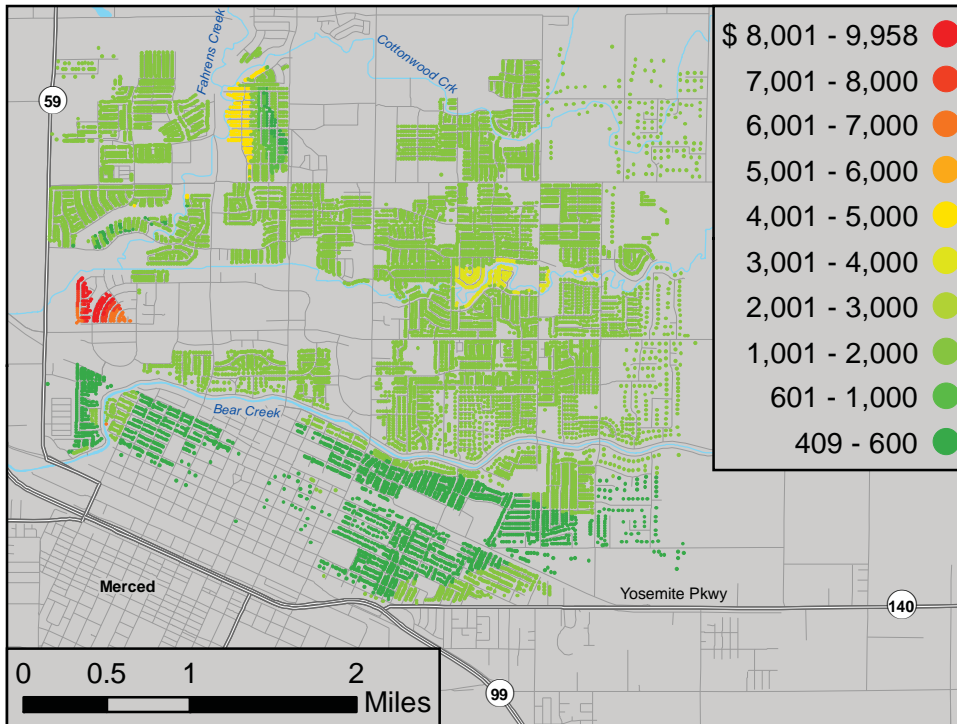 Fahrens Creek
Cottonwood Crk
59
$ 8,001 - 9,958
7,001 - 8,000
6,001 - 7,000
5,001 - 6,000
4,001 - 5,000
3,001 - 4,000
2,001 - 3,000
1,001 - 2,000
601 - 1,000
409 - 600
Bear Creek
Merced
Yosemite Pkwy
140
99
0 0.5 1 2
Miles